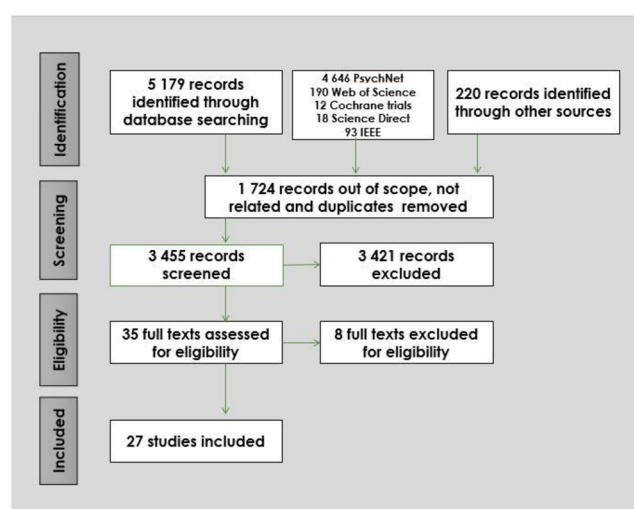 Identification
5 179 records
identified through
database searching
4 646 PsychNet
190 Web of Science
12 Cochrane trials
18 Science Direct
93 IEEE
220 records identified
through other sources
1 724 records out of scope, not
related and duplicates removed
Screening
3 455 records
screened
3 421 records
excluded
Eligibility
35 full texts assessed
for eligibility
8 full texts excluded
for eligibility
Included
27 studies included